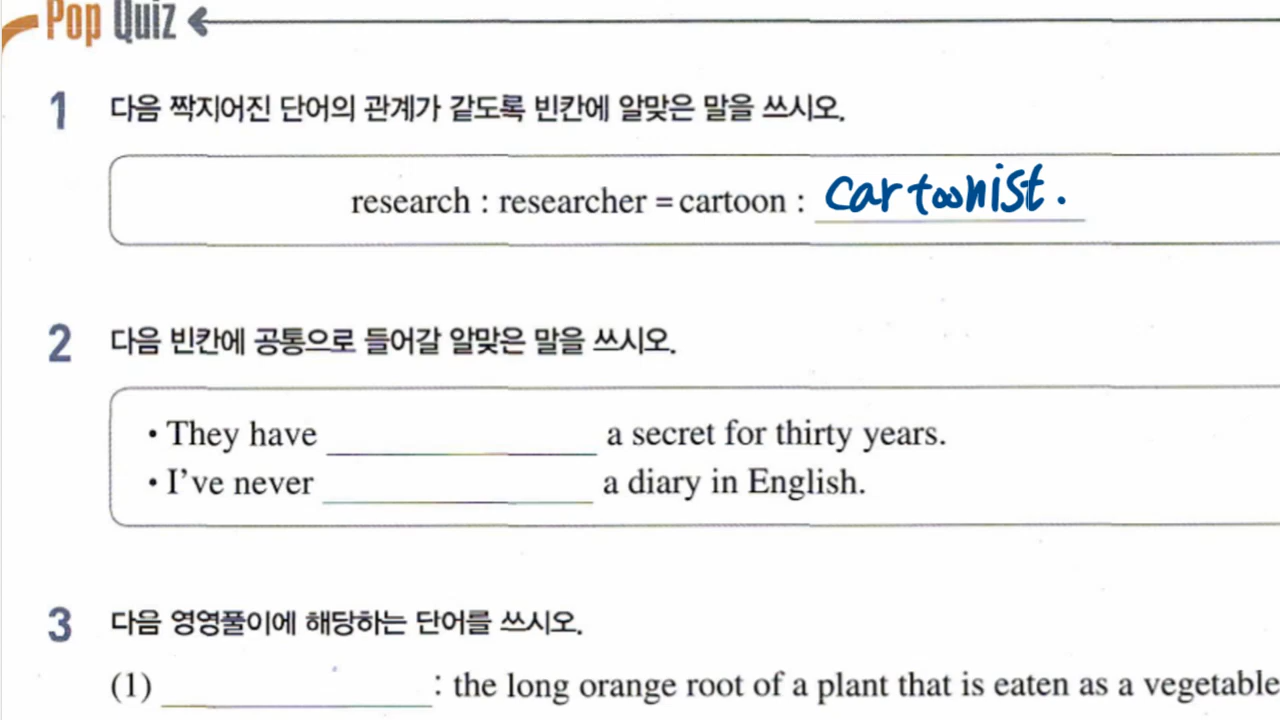 Pop Quiz
1 다음 짝지어진 단어의 관계가 같도록 빈칸에 알맞은 말을 쓰시오.
research : researcher = cartoon : cartoonist.
2 다음 빈칸에 공통으로 들어갈 알맞은 말을 쓰시오.
• They have ____________ a secret for thirty years.
• I've never ____________ a diary in English.
3 다음 영영풀이에 해당하는 단어를 쓰시오.
(1) ____________ : the long orange root of a plant that is eaten as a vegetable